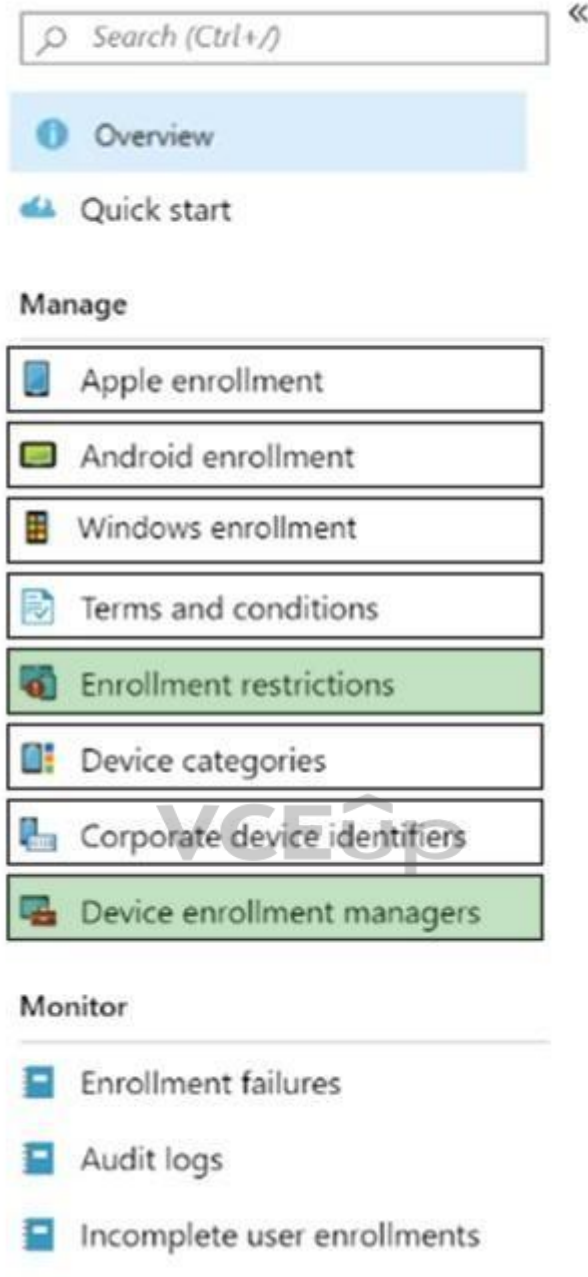 «
Search (Ctrl+/)
Overview
Quick start
Manage
Apple enrollment
Android enrollment
Windows enrollment
Terms and conditions
Enrollment restrictions
Device categories
Corporate device identifiers
VCEup
Device enrollment managers
Monitor
Enrollment failures
Audit logs
Incomplete user enrollments